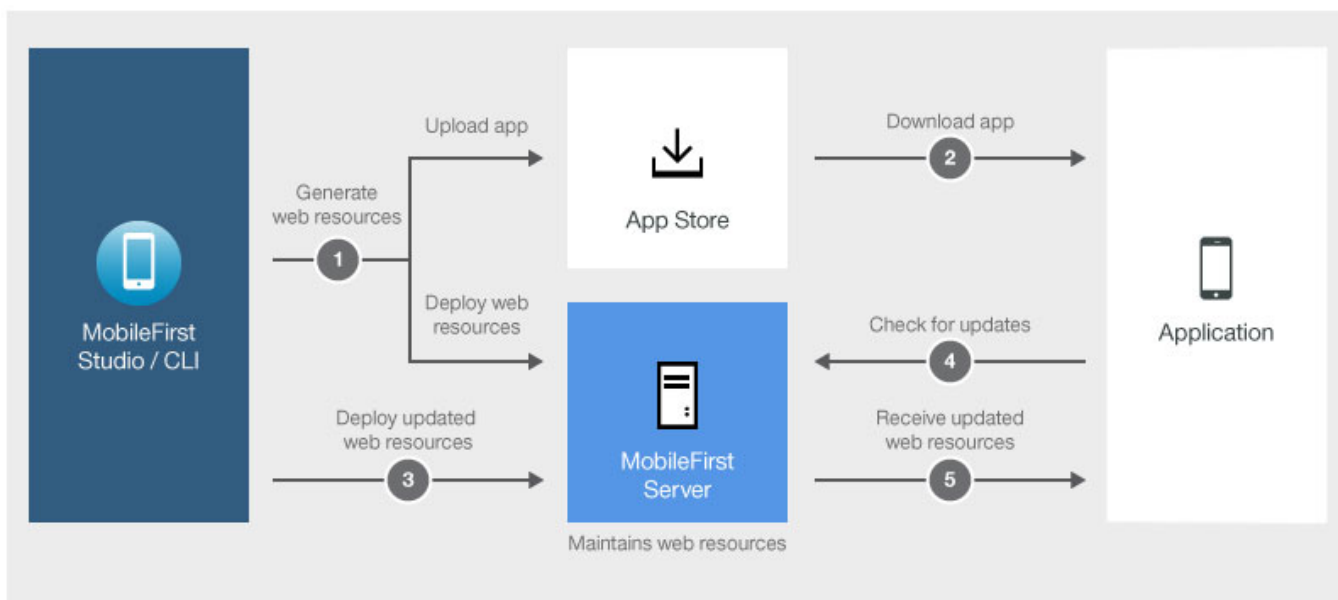 Upload app
Generate
web resources
1
Deploy web
resources
MobileFirst
Studio / CLI
Deploy updated
web resources
3
App Store
MobileFirst
Server
Maintains web resources
Download app
2
Check for updates
4
Receive updated
web resources
5
Application